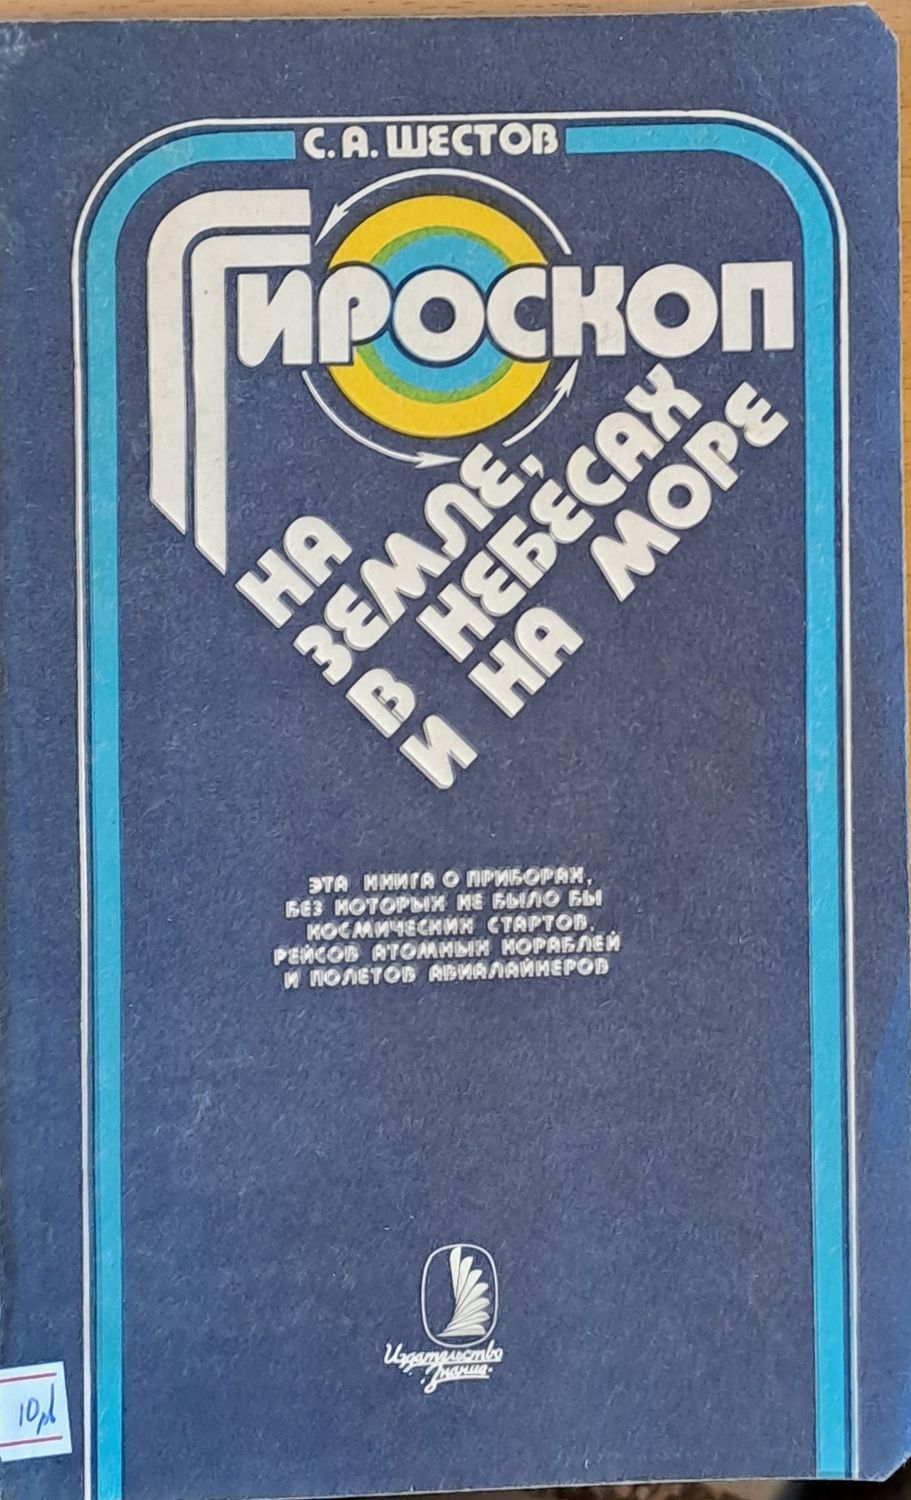 С. А. ШЕСТОВ
ГИРОСКОП
НА
ЗЕМЛЕ,
В НЕБЕСАХ
И НА МОРЕ
ЭТА КНИГА О ПРИБОРАХ,
БЕЗ КОТОРЫХ НЕ БЫЛО БЫ
КОСМИЧЕСКИХ СТАРТОВ,
РЕЙСОВ АТОМНЫХ КОРАБЛЕЙ
И ПОЛЕТОВ АВИАЛАЙНЕРОВ
Издательство
·Знание·